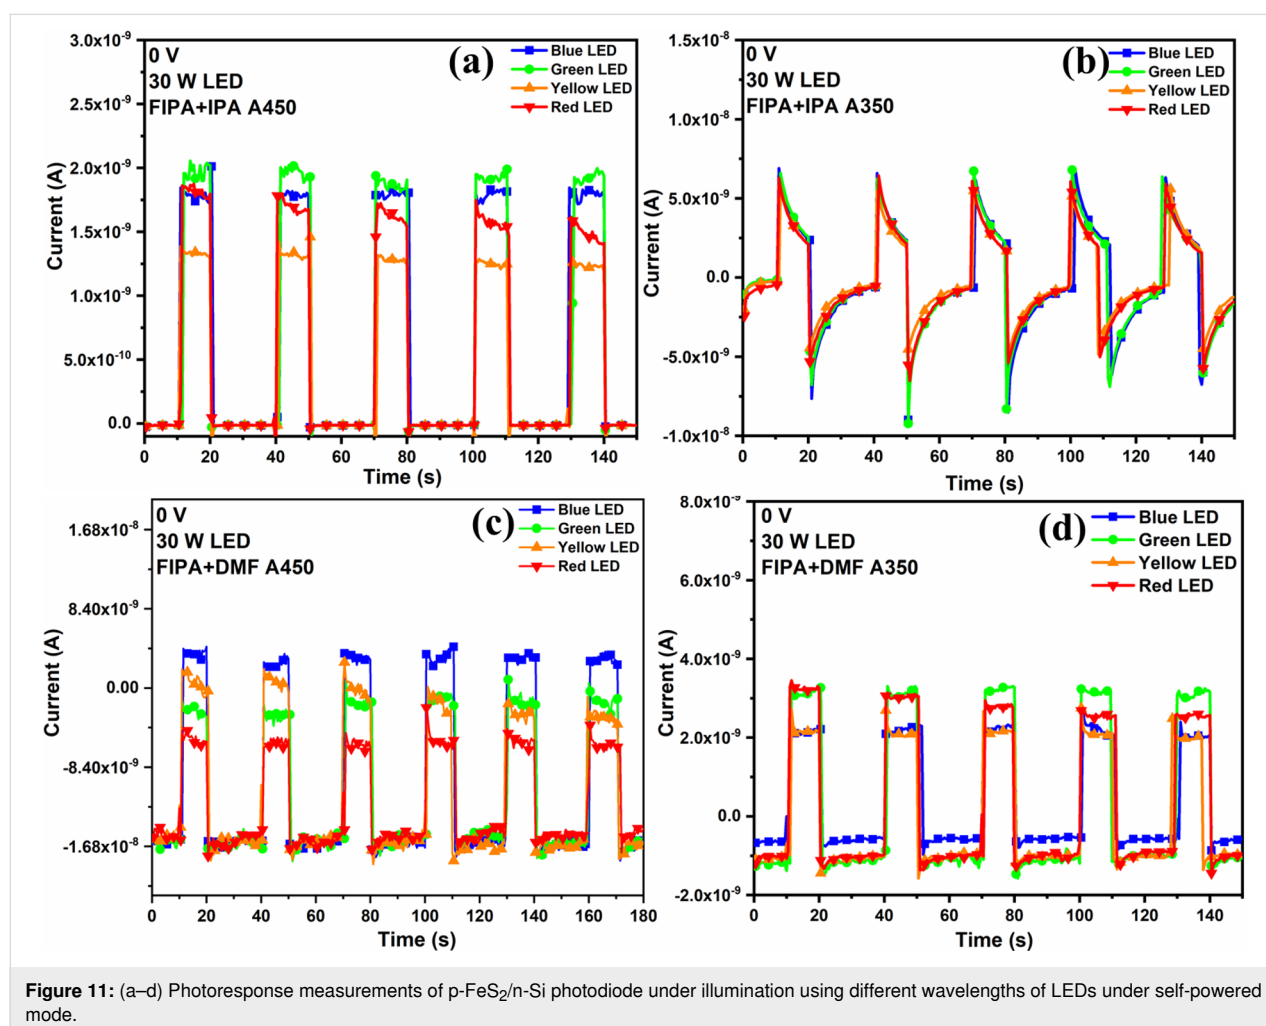 3.0x10⁻⁹
2.5x10⁻⁹
2.0x10⁻⁹
1.5x10⁻⁹
1.0x10⁻⁹
5.0x10⁻¹⁰
0.0
Current (A)
0 V
30 W LED
FIPA+IPA A450
(a)
Blue LED
Green LED
Yellow LED
Red LED
0 20 40 60 80 100 120 140
Time (s)
1.5x10⁻⁸
1.0x10⁻⁸
5.0x10⁻⁹
0.0
-5.0x10⁻⁹
-1.0x10⁻⁸
Current (A)
0 V
30 W LED
FIPA+IPA A350
(b)
Blue LED
Green LED
Yellow LED
Red LED
0 20 40 60 80 100 120 140
Time (s)
1.68x10⁻⁸
8.40x10⁻⁹
0.00
-8.40x10⁻⁹
-1.68x10⁻⁸
Current (A)
0 V
30 W LED
FIPA+DMF A450
(c)
Blue LED
Green LED
Yellow LED
Red LED
0 20 40 60 80 100 120 140 160 180
Time (s)
8.0x10⁻⁹
6.0x10⁻⁹
4.0x10⁻⁹
2.0x10⁻⁹
0.0
-2.0x10⁻⁹
Current (A)
0 V
30 W LED
FIPA+DMF A350
(d)
Blue LED
Green LED
Yellow LED
Red LED
0 20 40 60 80 100 120 140
Time (s)
Figure 11: (a–d) Photoresponse measurements of p-FeS₂/n-Si photodiode under illumination using different wavelengths of LEDs under self-powered
mode.